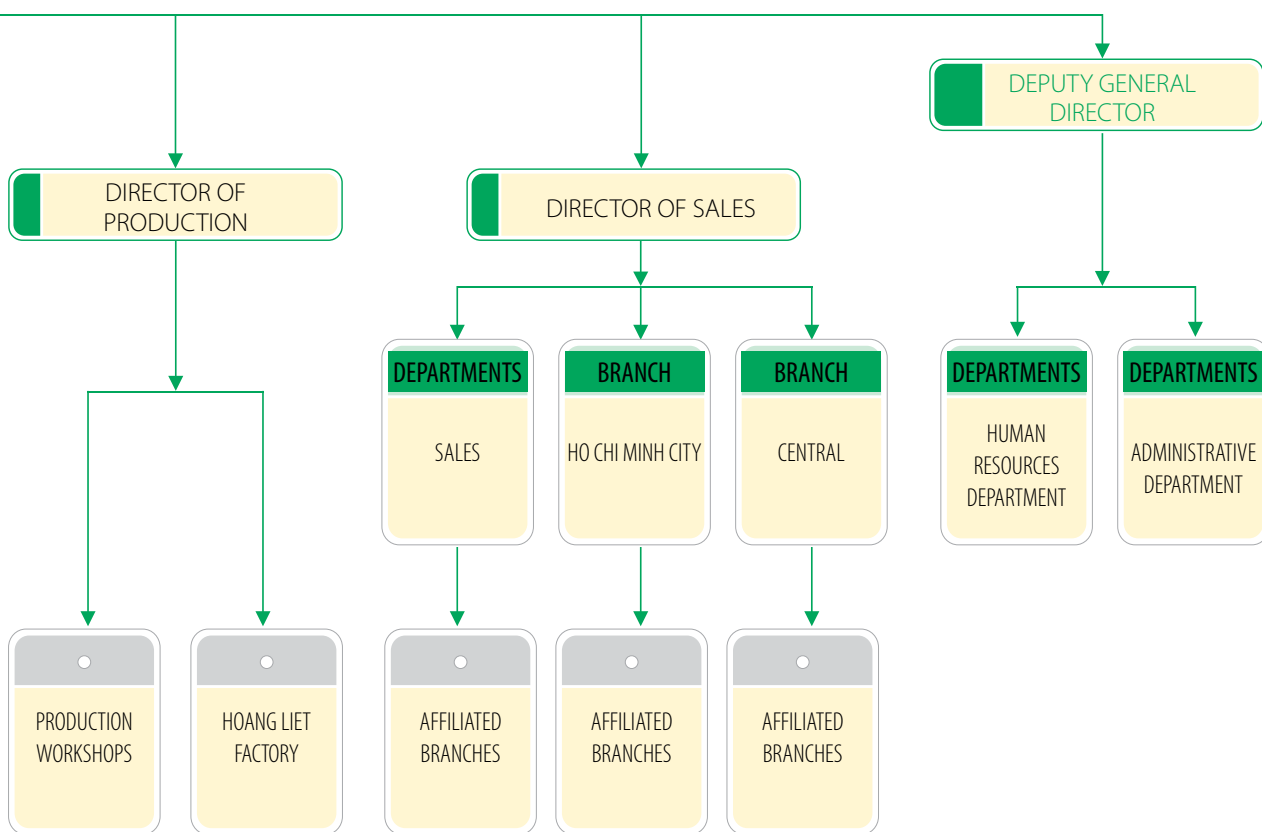 DEPUTY GENERAL
DIRECTOR
DIRECTOR OF
PRODUCTION
DIRECTOR OF SALES
DEPARTMENTS
SALES
BRANCH
HO CHI MINH CITY
BRANCH
CENTRAL
DEPARTMENTS
HUMAN
RESOURCES
DEPARTMENT
DEPARTMENTS
ADMINISTRATIVE
DEPARTMENT
PRODUCTION
WORKSHOPS
HOANG LIET
FACTORY
AFFILIATED
BRANCHES
AFFILIATED
BRANCHES
AFFILIATED
BRANCHES